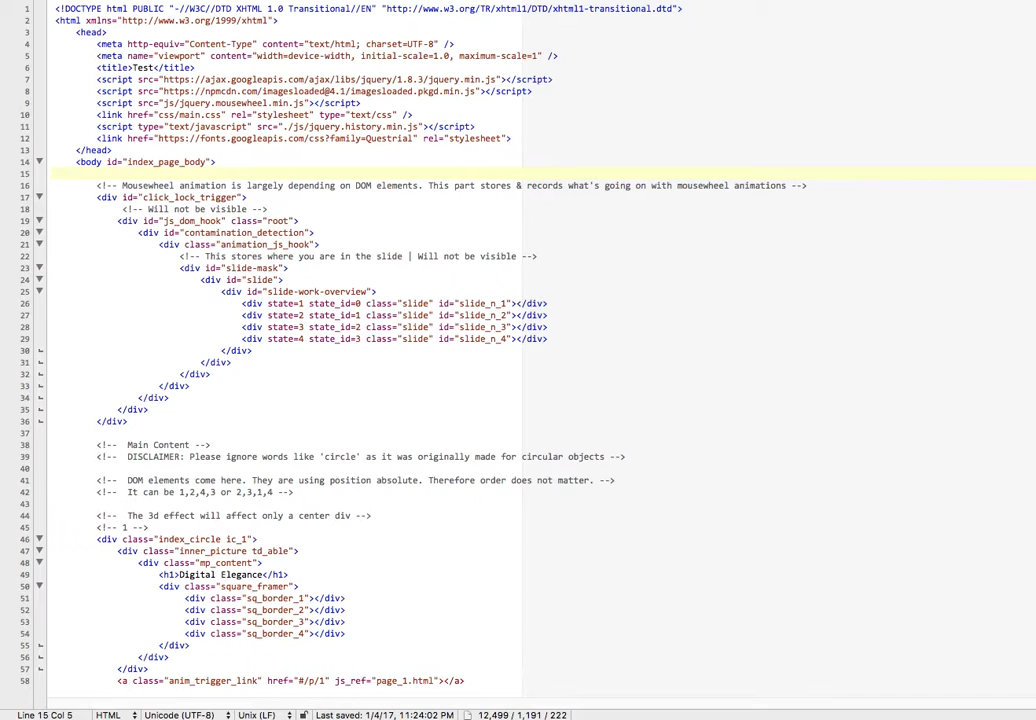 1 <!DOCTYPE html PUBLIC "-//W3C//DTD XHTML 1.0 Transitional//EN" "http://www.w3.org/TR/xhtml1/DTD/xhtml1-transitional.dtd">
2 <html xmlns="http://www.w3.org/1999/xhtml">
3 <head>
4 <meta http-equiv="Content-Type" content="text/html; charset=UTF-8" />
5 <meta name="viewport" content="width=device-width, initial-scale=1.0, maximum-scale=1" />
6 <title>Test</title>
7 <script src="https://ajax.googleapis.com/ajax/libs/jquery/1.8.3/jquery.min.js"></script>
8 <script src="https://npmcdn.com/imagesloaded@4.1/imagesloaded.pkgd.min.js"></script>
9 <script src="js/jquery.mousewheel.min.js"></script>
10 <link href="css/main.css" rel="stylesheet" type="text/css" />
11 <script type="text/javascript" src="./js/jquery.history.min.js"></script>
12 <link href="https://fonts.googleapis.com/css?family=Questrial" rel="stylesheet">
13 </head>
14 <body id="index_page_body">
15
16 <!-- Mousewheel animation is largely depending on DOM elements. This part stores & records what's going on with mousewheel animations -->
17 <div id="click_lock_trigger">
18 <!-- Will not be visible -->
19 <div id="js_dom_hook" class="root">
20 <div id="contamination_detection">
21 <div class="animation_js_hook">
22 <!-- This stores where you are in the slide | Will not be visible -->
23 <div id="slide-mask">
24 <div id="slide">
25 <div id="slide-work-overview">
26 <div state=1 state_id=0 class="slide" id="slide_n_1"></div>
27 <div state=2 state_id=1 class="slide" id="slide_n_2"></div>
28 <div state=3 state_id=2 class="slide" id="slide_n_3"></div>
29 <div state=4 state_id=3 class="slide" id="slide_n_4"></div>
30 </div>
31 </div>
32 </div>
33 </div>
34 </div>
35 </div>
36 </div>
37
38 <!--  Main Content -->
39 <!--  DISCLAIMER: Please ignore words like 'circle' as it was originally made for circular objects -->
40
41 <!--  DOM elements come here. They are using position absolute. Therefore order does not matter. -->
42 <!--  It can be 1,2,4,3 or 2,3,1,4 -->
43
44 <!--  The 3d effect will affect only a center div -->
45 <!-- 1 -->
46 <div class="index_circle ic_1">
47 <div class="inner_picture td_able">
48 <div class="mp_content">
49 <h1>Digital Elegance</h1>
50 <div class="square_framer">
51 <div class="sq_border_1"></div>
52 <div class="sq_border_2"></div>
53 <div class="sq_border_3"></div>
54 <div class="sq_border_4"></div>
55 </div>
56 </div>
57 </div>
58 <a class="anim_trigger_link" href="#/p/1" js_ref="page_1.html"></a>
Line 15 Col 5 HTML Unicode (UTF-8) Unix (LF) Last saved: 1/4/17, 11:24:02 PM 12,499 / 1,191 / 222